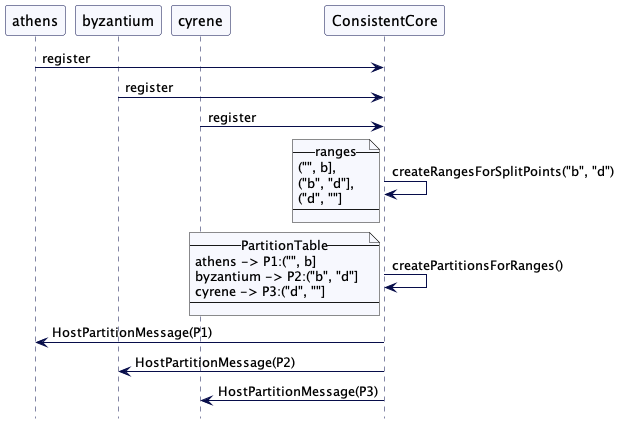 athens
byzantium
cyrene
ConsistentCore
register
register
register
ranges
("", b],
("b", "d"],
("d", ""]
createRangesForSplitPoints("b", "d")
PartitionTable
athens -> P1:("", b]
byzantium -> P2:("b", "d"]
cyrene -> P3:("d", ""]
createPartitionsForRanges()
HostPartitionMessage(P1)
HostPartitionMessage(P2)
HostPartitionMessage(P3)